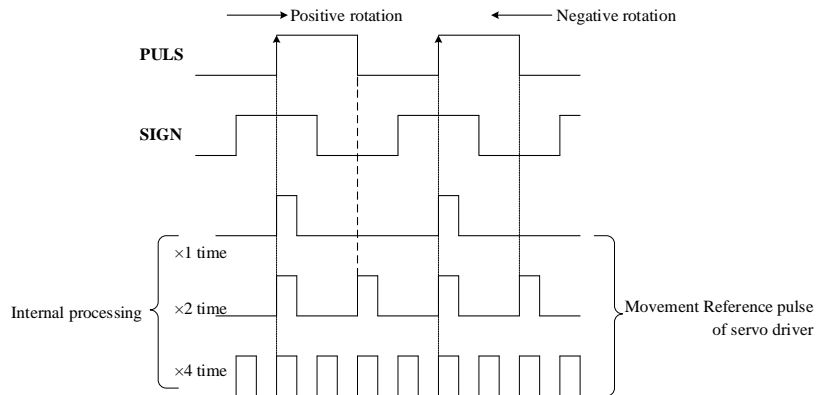 Positive rotation
Negative rotation
PULS
SIGN
×1 time
Internal processing
×2 time
Movement Reference pulse
of servo driver
×4 time